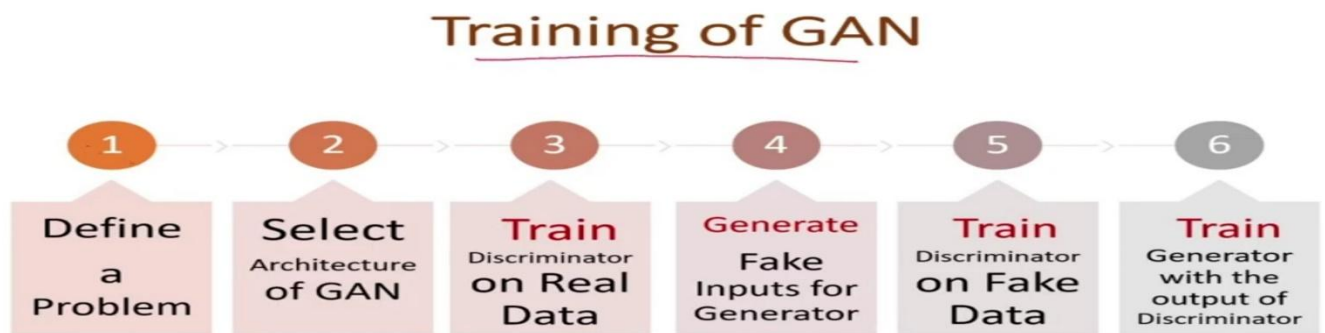 Training of GAN
1
2
3
4
5
6
Define
a
Problem
Select
Architecture
of GAN
Train
Discriminator
on Real
Data
Generate
Fake
Inputs for
Generator
Train
Discriminator
on Fake
Data
Train
Generator
with the
output of
Discriminator